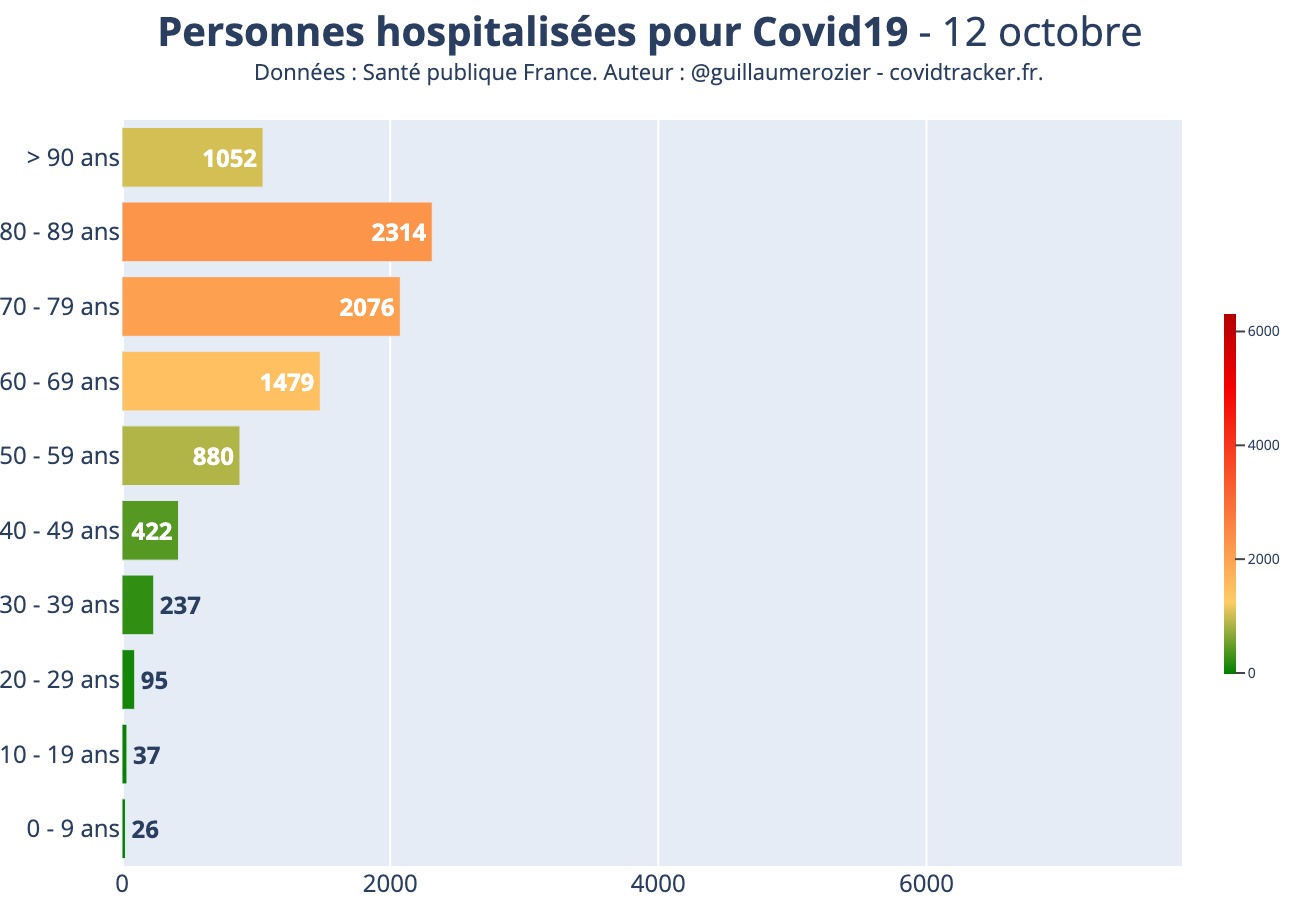 Personnes hospitalisées pour Covid19 - 12 octobre
Données : Santé publique France. Auteur : @guillaumerozier - covidtracker.fr.
> 90 ans 1052
80 - 89 ans 2314
70 - 79 ans 2076
60 - 69 ans 1479
50 - 59 ans 880
40 - 49 ans 422
30 - 39 ans 237
20 - 29 ans 95
10 - 19 ans 37
0 - 9 ans 26
0 2000 4000 6000
6000
4000
2000
0